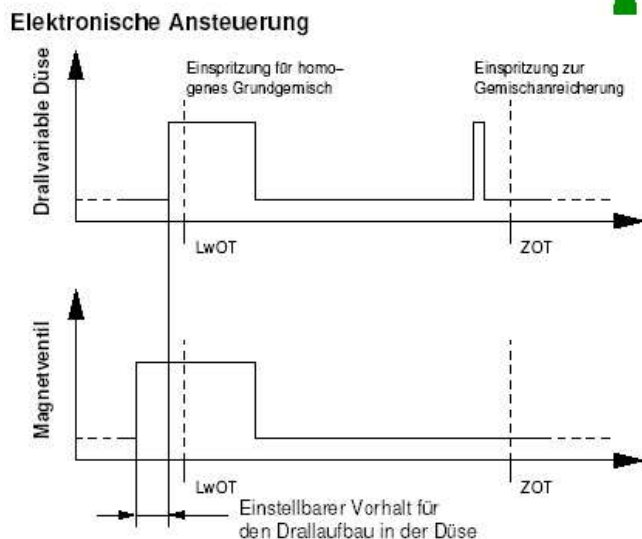 Elektronische Ansteuerung
Drallvariable Düse
Einspritzung für homo-
genes Grundgemisch
Einspritzung zur
Gemischanreicherung
LwOT
ZOT
Magnetventil
LwOT
ZOT
Einstellbarer Vorhalt für
den Drallaufbau in der Düse